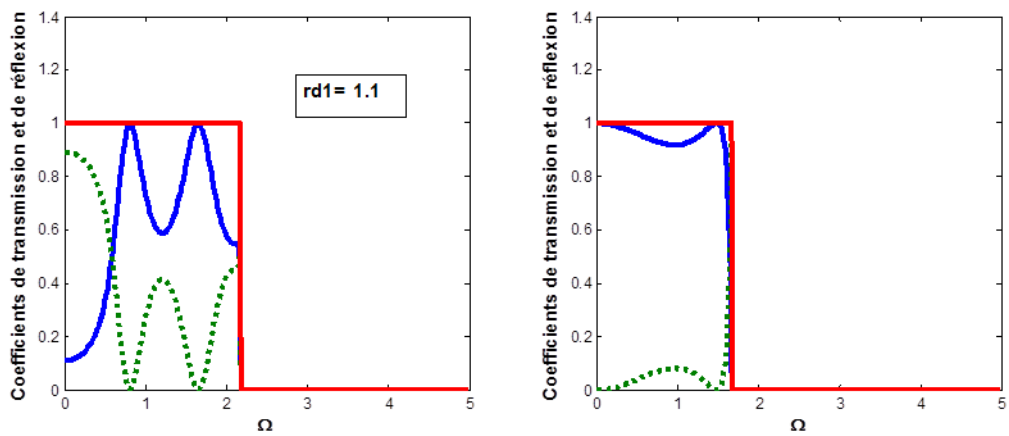 Coefficients de transmission et de réflexion
1.4
1.2
1
0.8
0.6
0.4
0.2
0
0 1 2 3 4 5
Ω
rd1= 1.1
Coefficients de transmission et de réflexion
1.4
1.2
1
0.8
0.6
0.4
0.2
0
0 1 2 3 4 5
Ω